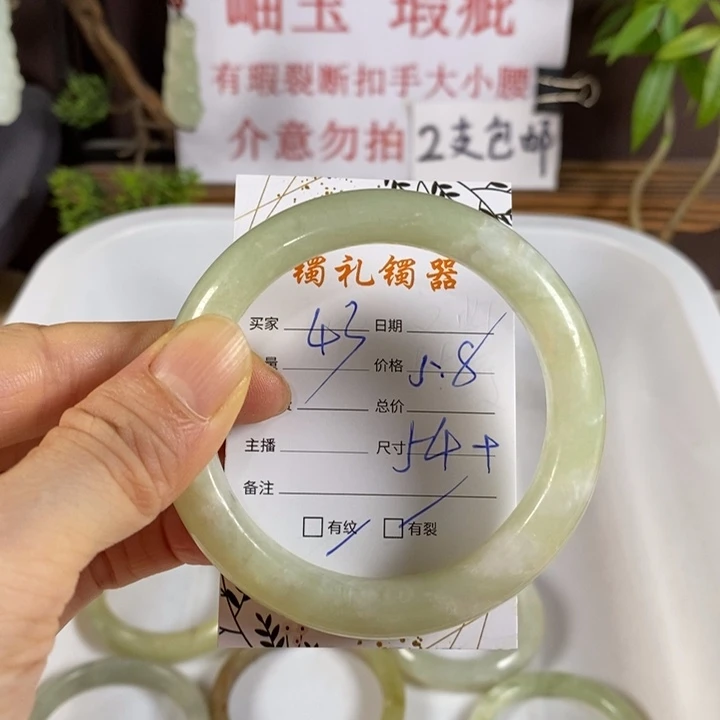 岫玉 瑕疵
有瑕裂断扣手大小腰
介意勿拍 2支包邮
镯礼镯器
买家 43 日期
量 价格 5.8
总价
主播 尺寸 54+
备注
有纹 有裂